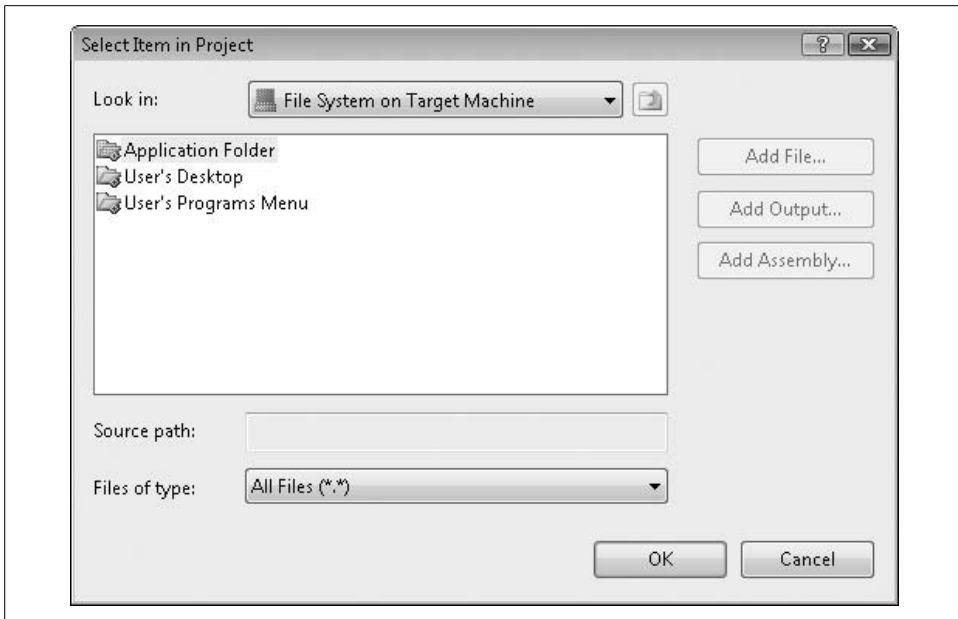 Select Item in Project
?
Look in:
File System on Target Machine
Application Folder
User's Desktop
User's Programs Menu
Add File...
Add Output...
Add Assembly...
Source path:
Files of type:
All Files (*.*)
OK
Cancel